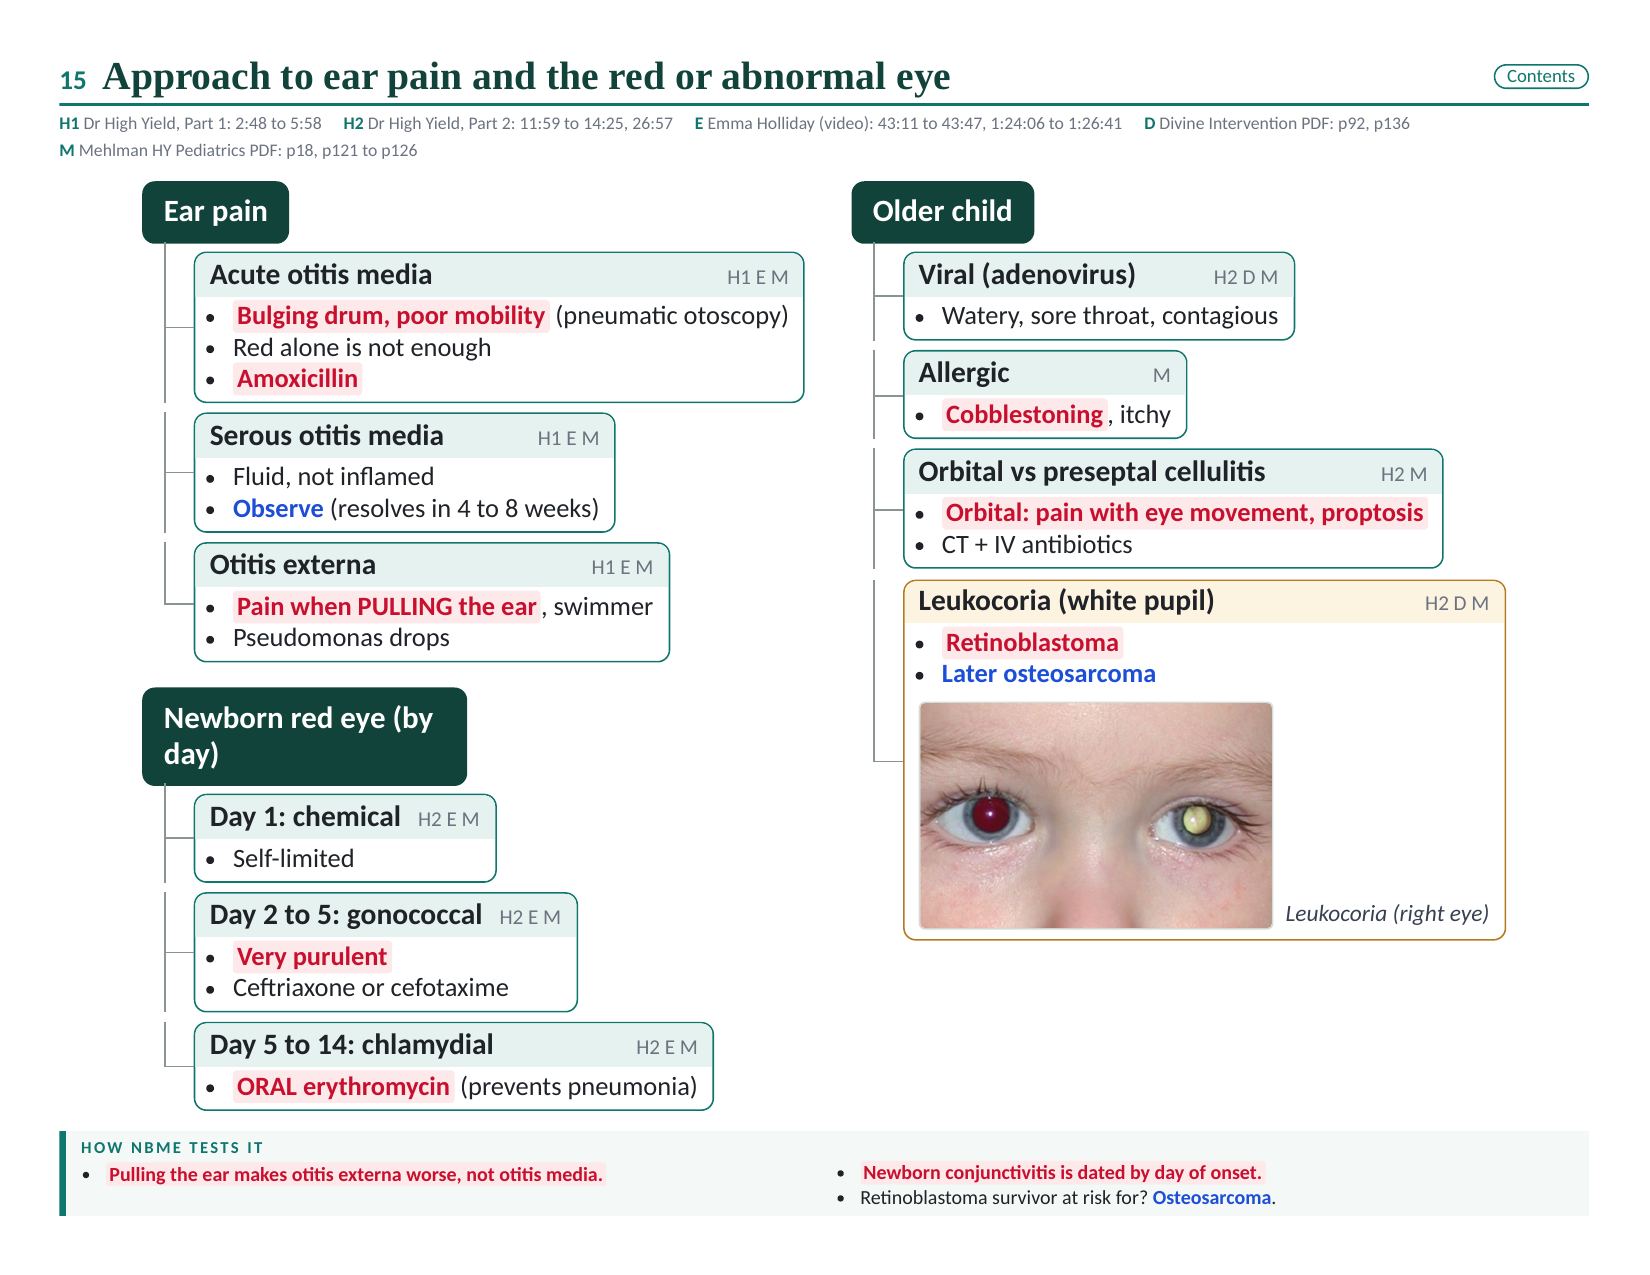 15 Approach to ear pain and the red or abnormal eye
Contents
H1 Dr High Yield, Part 1: 2:48 to 5:58 H2 Dr High Yield, Part 2: 11:59 to 14:25, 26:57 E Emma Holliday (video): 43:11 to 43:47, 1:24:06 to 1:26:41 D Divine Intervention PDF: p92, p136
M Mehlman HY Pediatrics PDF: p18, p121 to p126
Ear pain
Acute otitis media H1 E M
• Bulging drum, poor mobility (pneumatic otoscopy)
• Red alone is not enough
• Amoxicillin
Serous otitis media H1 E M
• Fluid, not inflamed
• Observe (resolves in 4 to 8 weeks)
Otitis externa H1 E M
• Pain when PULLING the ear, swimmer
• Pseudomonas drops
Newborn red eye (by
day)
Day 1: chemical H2 E M
• Self-limited
Day 2 to 5: gonococcal H2 E M
• Very purulent
• Ceftriaxone or cefotaxime
Day 5 to 14: chlamydial H2 E M
• ORAL erythromycin (prevents pneumonia)
Older child
Viral (adenovirus) H2 D M
• Watery, sore throat, contagious
Allergic M
• Cobblestoning, itchy
Orbital vs preseptal cellulitis H2 M
• Orbital: pain with eye movement, proptosis
• CT + IV antibiotics
Leukocoria (white pupil) H2 D M
• Retinoblastoma
• Later osteosarcoma
Leukocoria (right eye)
HOW NBME TESTS IT
• Pulling the ear makes otitis externa worse, not otitis media.
• Newborn conjunctivitis is dated by day of onset.
• Retinoblastoma survivor at risk for? Osteosarcoma.